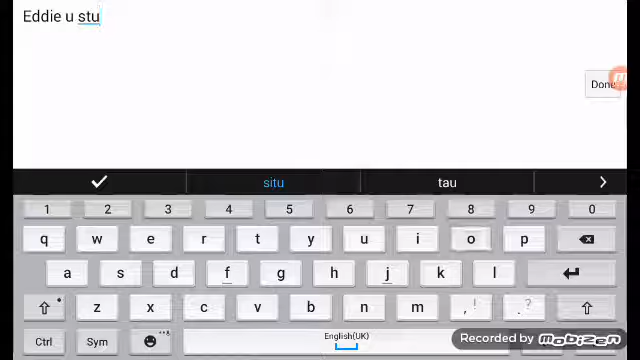 Eddie u stu
Done
situ tau
1 2 3 4 5 6 7 8 9 0
q w e r t y u i o p
a s d f g h j k l
z x c v b n m , ! . ?
Ctrl Sym English(UK)
Recorded by MOBIZEN